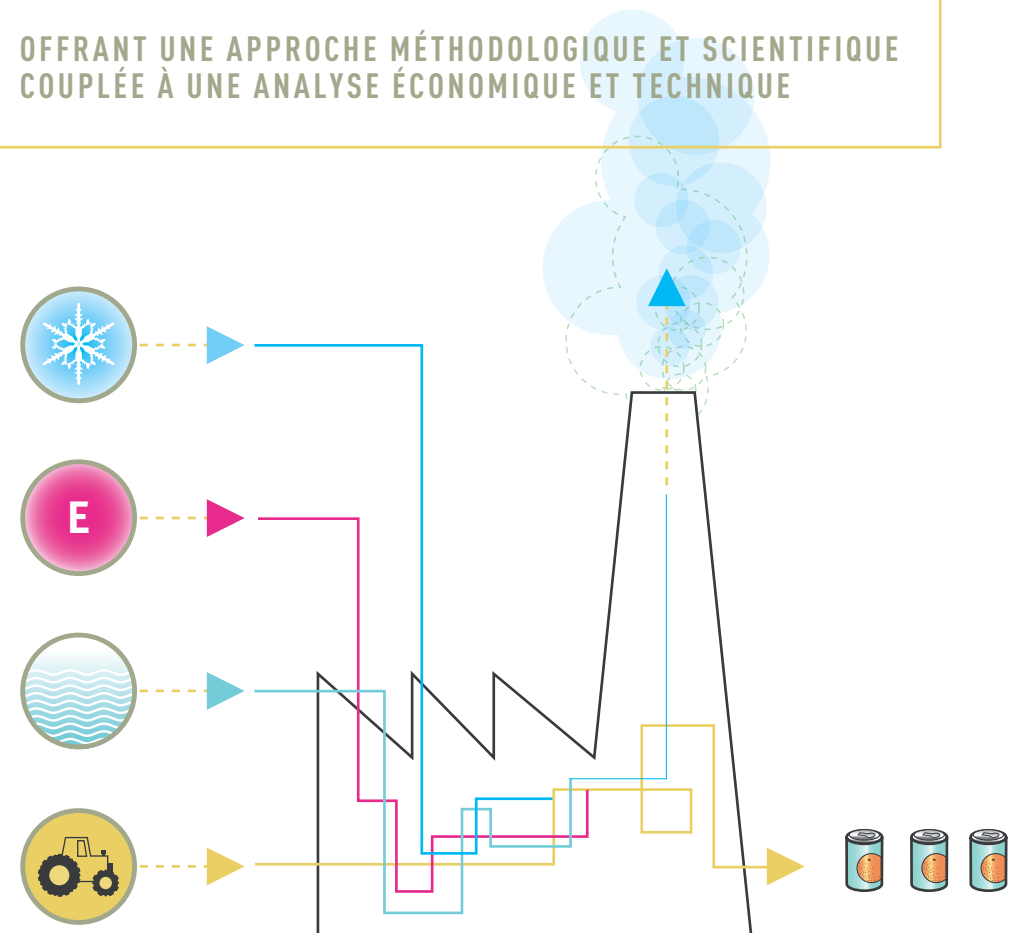 OFFRANT UNE APPROCHE MÉTHODOLOGIQUE ET SCIENTIFIQUE
COUPLÉE À UNE ANALYSE ÉCONOMIQUE ET TECHNIQUE
E